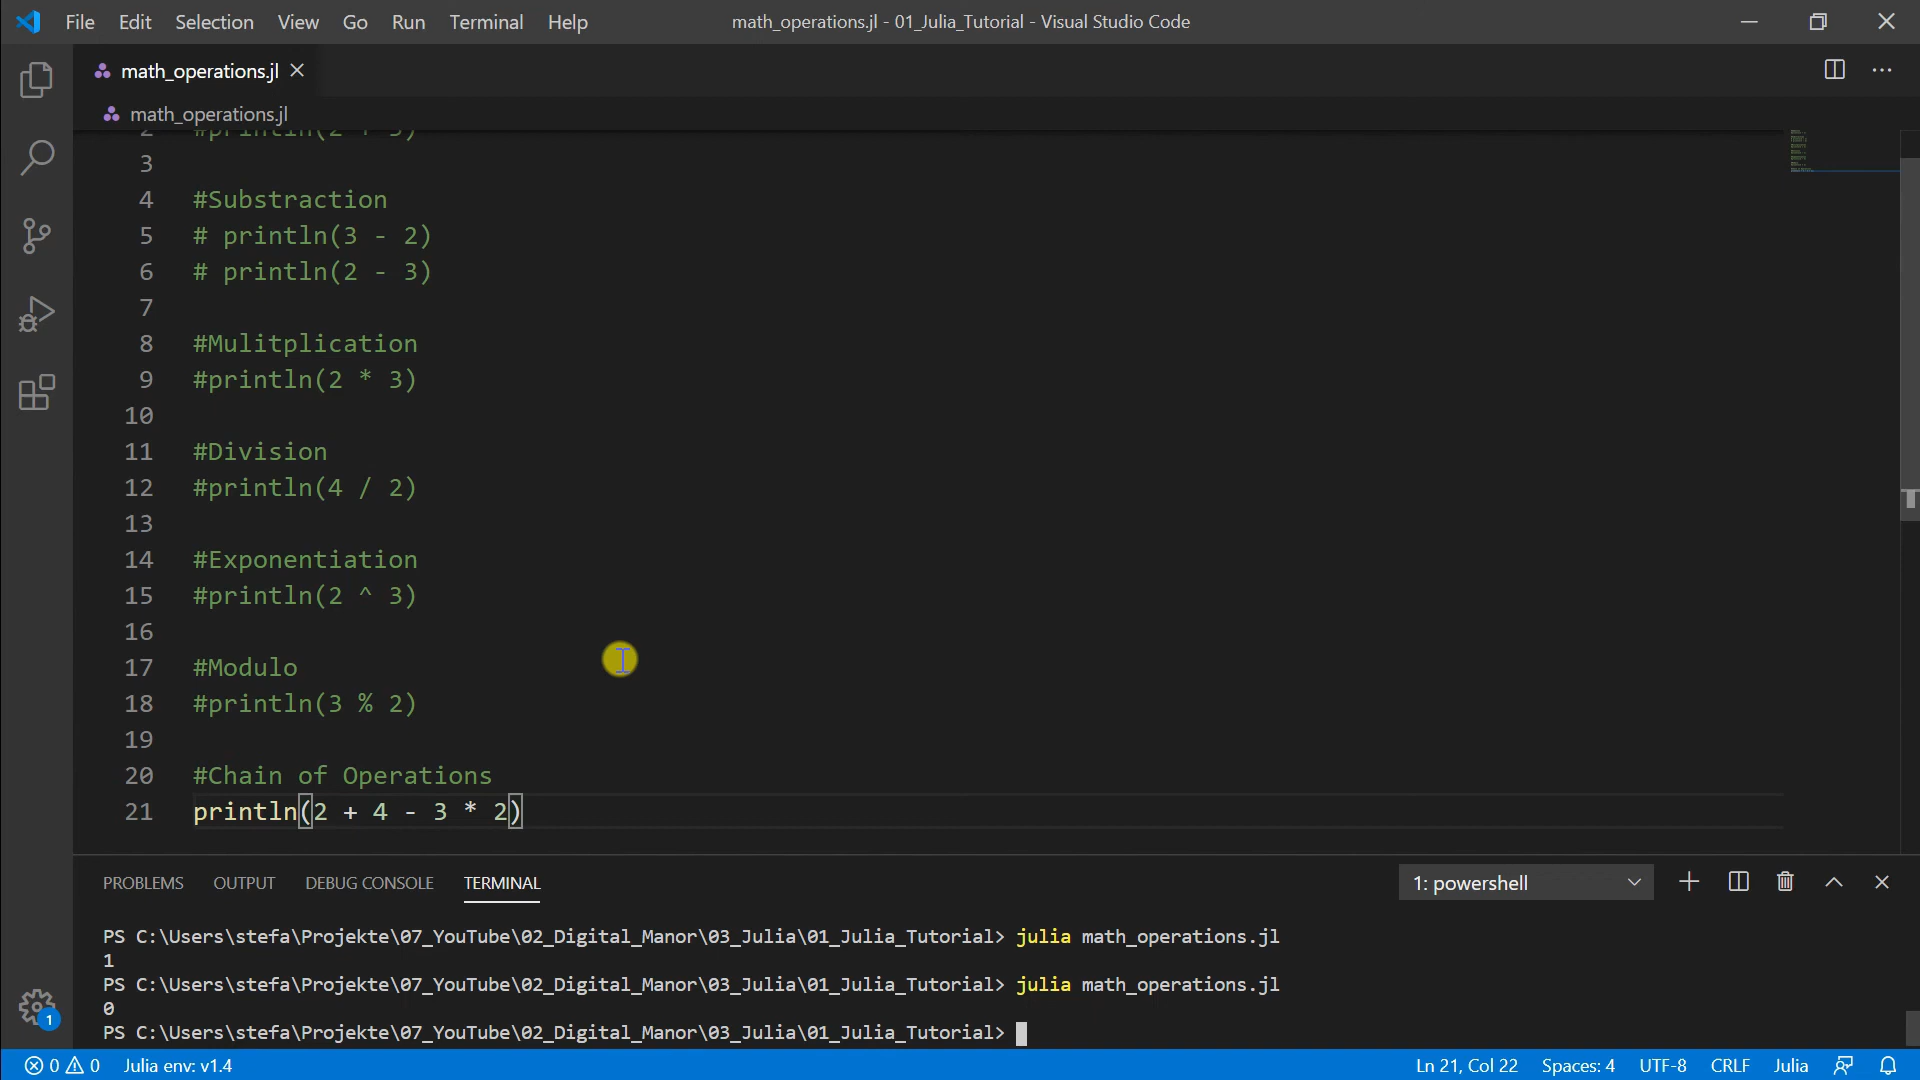 File Edit Selection View Go Run Terminal Help
math_operations.jl - 01_Julia_Tutorial - Visual Studio Code
math_operations.jl
math_operations.jl
3
4 #Substraction
5 # println(3 - 2)
6 # println(2 - 3)
7
8 #Mulitplication
9 #println(2 * 3)
10
11 #Division
12 #println(4 / 2)
13
14 #Exponentiation
15 #println(2 ^ 3)
16
17 #Modulo
18 #println(3 % 2)
19
20 #Chain of Operations
21 println(2 + 4 - 3 * 2)
PROBLEMS OUTPUT DEBUG CONSOLE TERMINAL 1: powershell
PS C:\Users\stefa\Projekte\07_YouTube\02_Digital_Manor\03_Julia\01_Julia_Tutorial> julia math_operations.jl
1
PS C:\Users\stefa\Projekte\07_YouTube\02_Digital_Manor\03_Julia\01_Julia_Tutorial> julia math_operations.jl
0
PS C:\Users\stefa\Projekte\07_YouTube\02_Digital_Manor\03_Julia\01_Julia_Tutorial>
1
0 0 Julia env: v1.4 Ln 21, Col 22 Spaces: 4 UTF-8 CRLF Julia